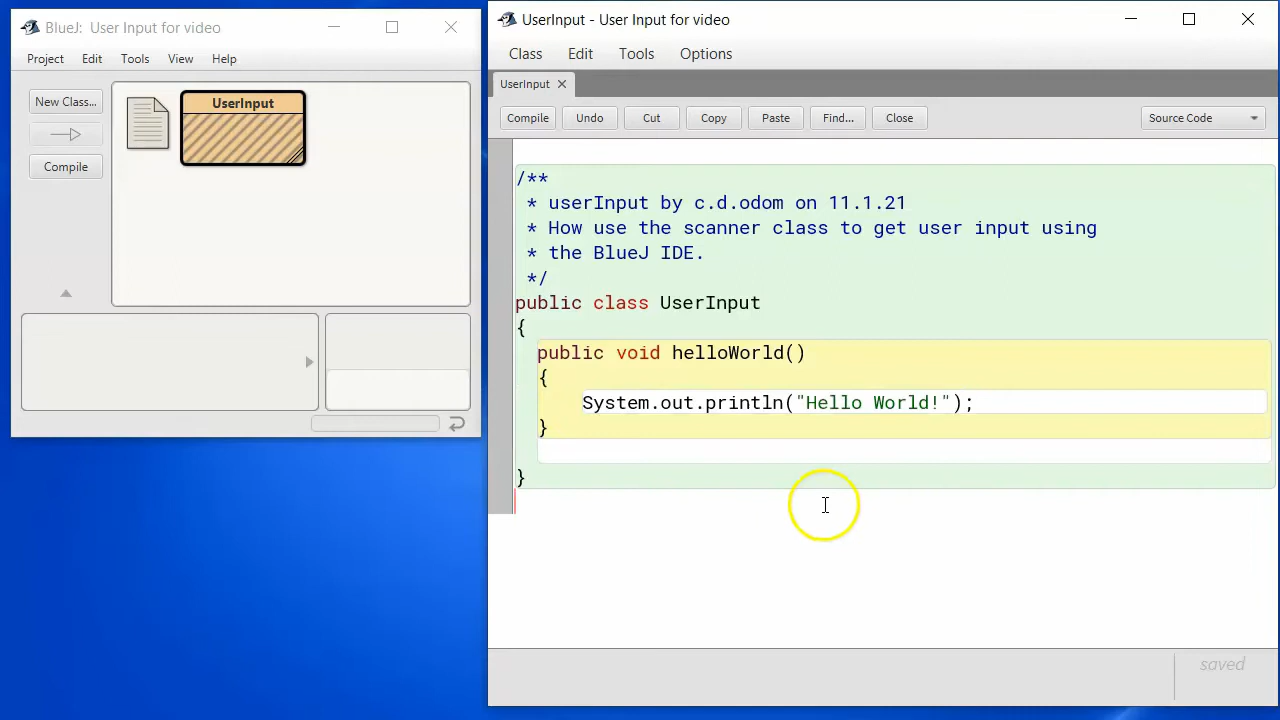 BlueJ: User Input for video
Project Edit Tools View Help
New Class...
Compile
UserInput
UserInput - User Input for video
Class Edit Tools Options
UserInput
Compile Undo Cut Copy Paste Find... Close Source Code
/**
* userInput by c.d.odom on 11.1.21
* How use the scanner class to get user input using
* the BlueJ IDE.
*/
public class UserInput
{
public void helloWorld()
{
System.out.println("Hello World!");
}
}
saved